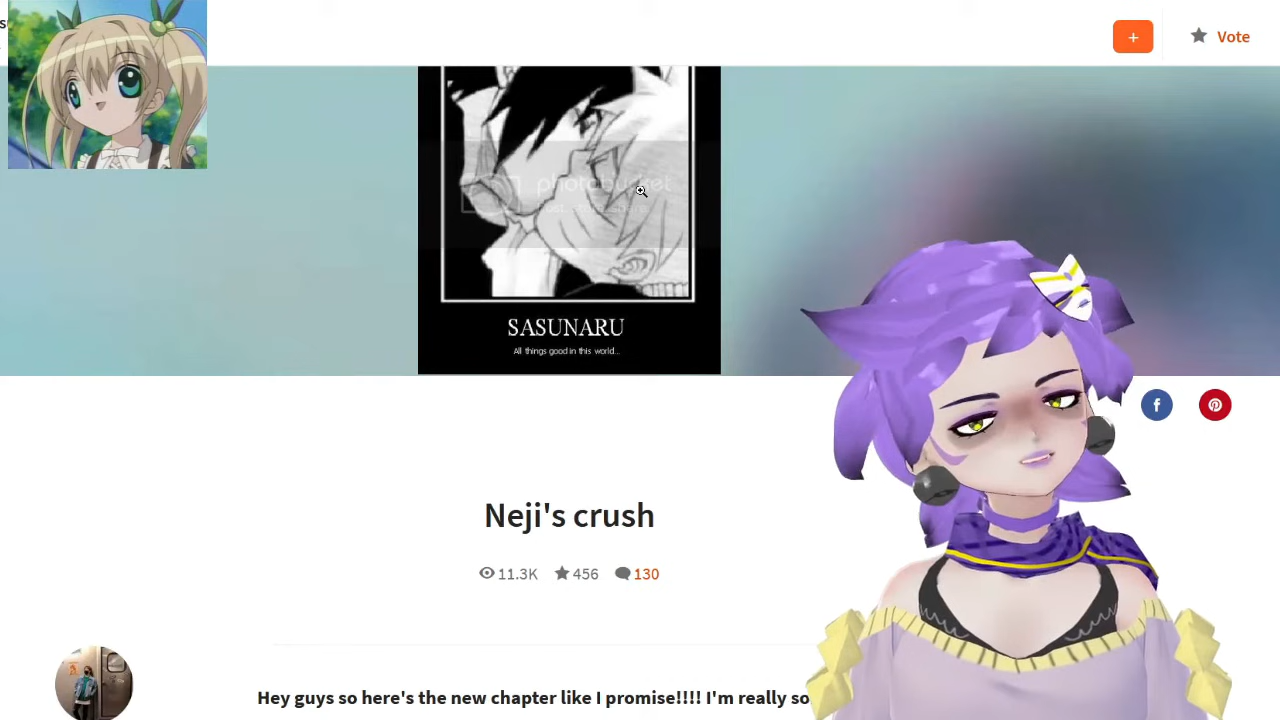 +
Vote
photobucket
SASUNARU
All things good in this world...
f
Neji's crush
11.3K 456 130
Hey guys so here's the new chapter like I promise!!!! I'm really so